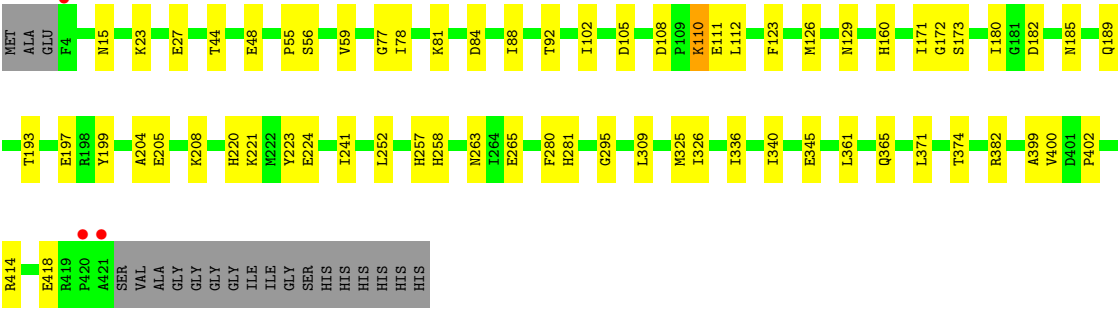 MET ALA GLU F4 N15 K23 E27 T44 E48 P55 S56 V59 G77 I78 K81 D84 I88 T92 I102 D105 D108 P109 K110 E111 L112 F123 M126 N129 H160 I171 G172 S173 I180 G181 D182 N185 Q189
T193 E197 R198 Y199 A204 E205 K208 H220 K221 M222 Y223 E224 I241 L252 H257 H258 N263 I264 E265 F280 H281 G295 L309 M325 I326 I336 I340 E345 L361 Q365 L371 T374 R382 A399 V400 D401 P402
R414 E418 R419 P420 A421 SER VAL ALA GLY GLY GLY GLY ILE ILE GLY SER HIS HIS HIS HIS HIS HIS